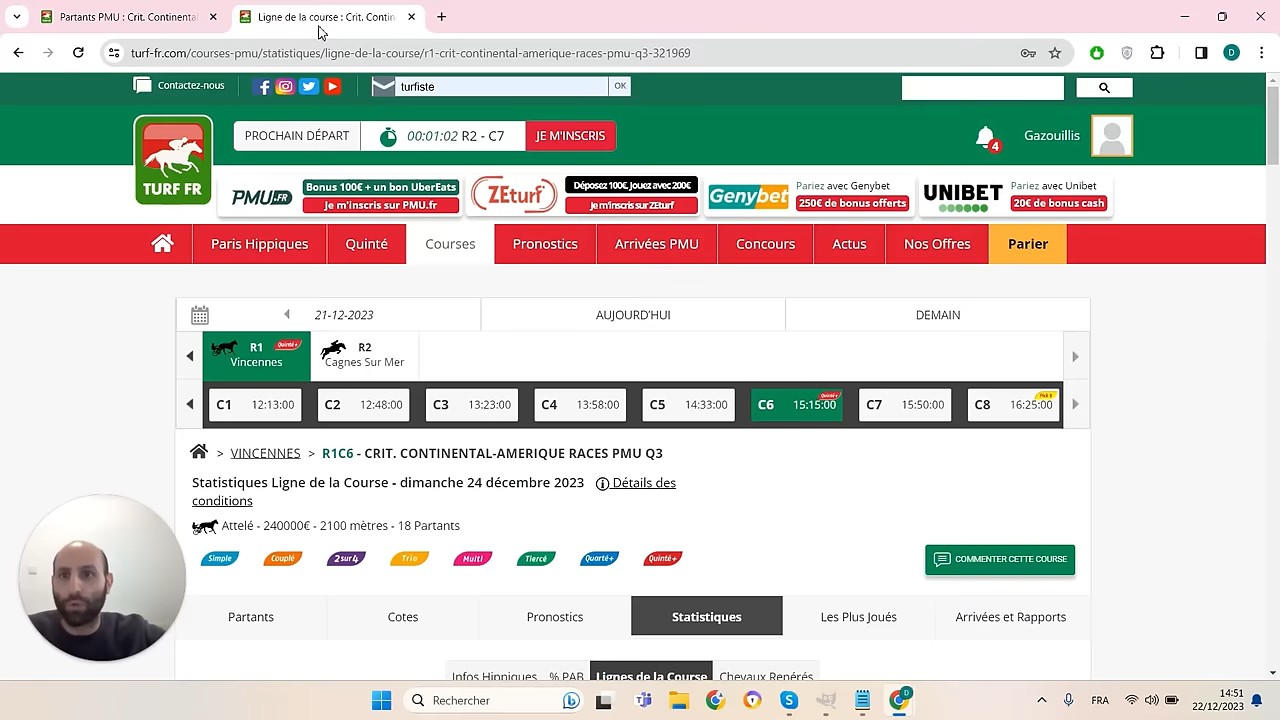 Partants PMU : Crit. Continental
Ligne de la course : Crit. Contin
turf-fr.com/courses-pmu/statistiques/ligne-de-la-course/r1-crit-continental-amerique-races-pmu-q3-321969
D
Contactez-nous
turfiste
OK
TURF FR
PROCHAIN DÉPART
00:01:02 R2 - C7
JE M'INSCRIS
4
Gazouillis
PMU.FR
Bonus 100€ + un bon UberEats
Je m'inscris sur PMU.fr
ZEturf
Déposez 100€, Jouez avec 200€
Je m'inscris sur ZEturf
Genybet
Pariez avec Genybet
250€ de bonus offerts
UNIBET
Pariez avec Unibet
20€ de bonus cash
Paris Hippiques
Quinté
Courses
Pronostics
Arrivées PMU
Concours
Actus
Nos Offres
Parier
21-12-2023
AUJOURD'HUI
DEMAIN
R1
Quinté+
Vincennes
R2
Cagnes Sur Mer
C1 12:13:00
C2 12:48:00
C3 13:23:00
C4 13:58:00
C5 14:33:00
C6 15:15:00
Quinté+
C7 15:50:00
C8 16:25:00
Pick 5
> VINCENNES > R1C6 - CRIT. CONTINENTAL-AMERIQUE RACES PMU Q3
Statistiques Ligne de la Course - dimanche 24 décembre 2023 Détails des
conditions
Attelé - 240000€ - 2100 mètres - 18 Partants
Simple
Couplé
2sur4
Trio
Multi
Tiercé
Quarté+
Quinté+
COMMENTER CETTE COURSE
Partants
Cotes
Pronostics
Statistiques
Les Plus Joués
Arrivées et Rapports
Infos Hippiques
% PAB
Lignes de la Course
Chevaux Repérés
Rechercher
D
FRA
14:51
22/12/2023